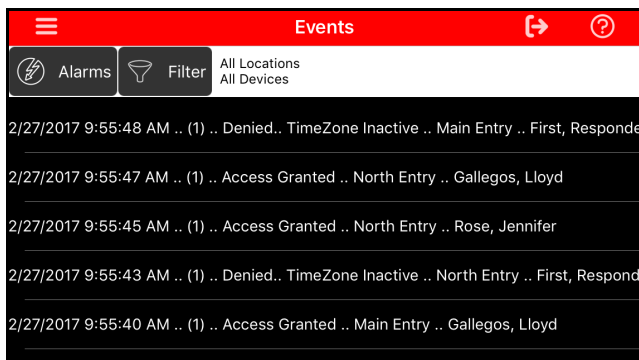 Events
Alarms
Filter
All Locations
All Devices
2/27/2017 9:55:48 AM .. (1) .. Denied.. TimeZone Inactive .. Main Entry .. First, Responde
2/27/2017 9:55:47 AM .. (1) .. Access Granted .. North Entry .. Gallegos, Lloyd
2/27/2017 9:55:45 AM .. (1) .. Access Granted .. North Entry .. Rose, Jennifer
2/27/2017 9:55:43 AM .. (1) .. Denied.. TimeZone Inactive .. North Entry .. First, Respond
2/27/2017 9:55:40 AM .. (1) .. Access Granted .. Main Entry .. Gallegos, Lloyd